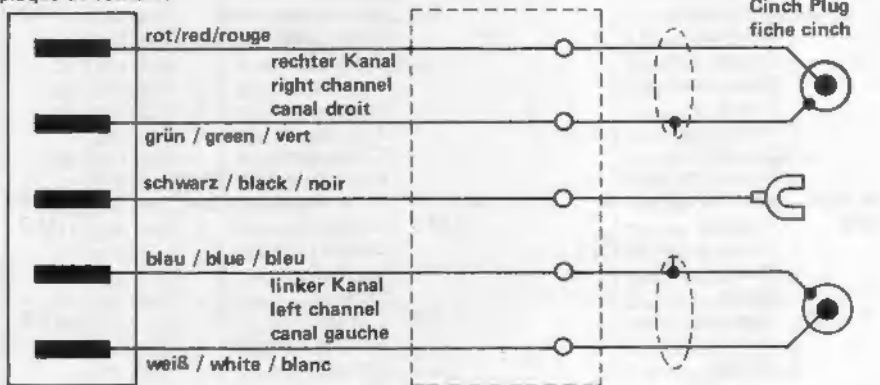 Cinch Plug
fiche cinch
rot/red/rouge
rechter Kanal
right channel
canal droit
grün / green / vert
schwarz / black / noir
blau / blue / bleu
linker Kanal
left channel
canal gauche
weiß / white / blanc